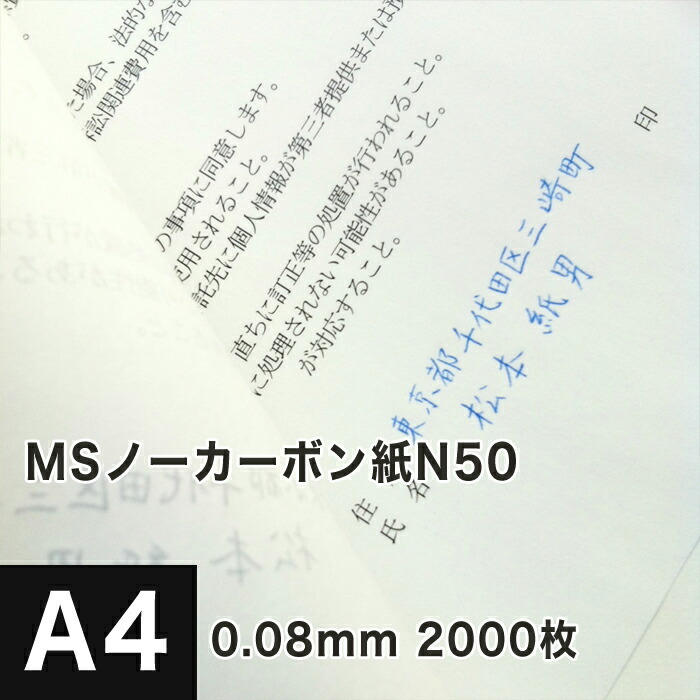 た場合、法的な
訟関連費用を含む
の事項に同意します。
使用されること。
託先に個人情報が第三者提供または預
直ちに訂正等の処置が行われること。
に処理されない可能性があること。
が対応すること。
印
東京都千代田区三崎町
松本 紙男
住
氏名
MSノーカーボン紙N50
A4
0.08mm 2000枚